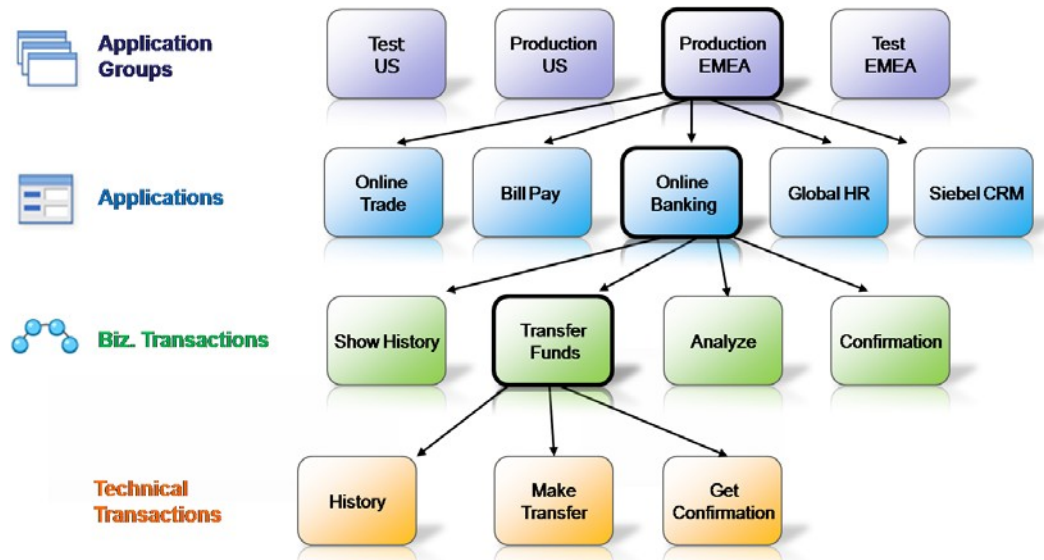 Application
Groups
Test
US
Production
US
Production
EMEA
Test
EMEA
Applications
Online
Trade
Bill Pay
Online
Banking
Global HR
Siebel CRM
Biz. Transactions
Show History
Transfer
Funds
Analyze
Confirmation
Technical
Transactions
History
Make
Transfer
Get
Confirmation